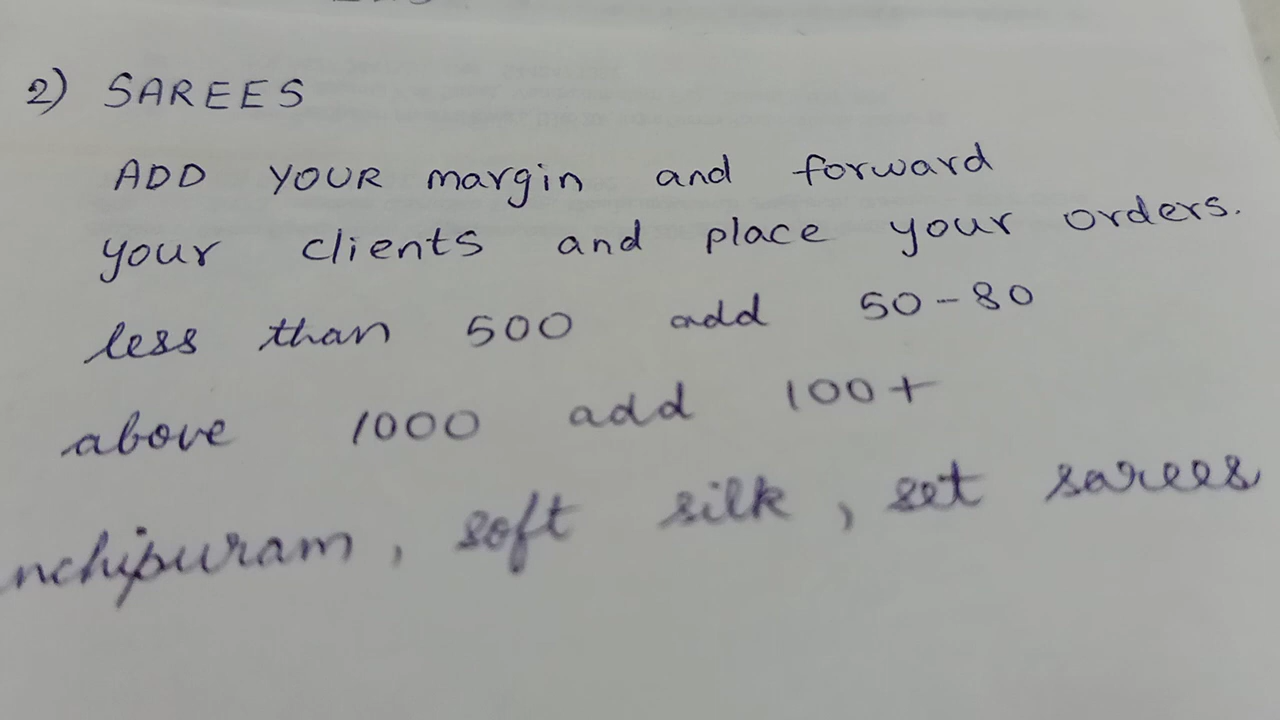 2) SAREES
ADD YOUR margin and forward
your clients and place your orders.
less than 500 add 50-80
above 1000 add 100+
nchipuram, soft silk, set sarees